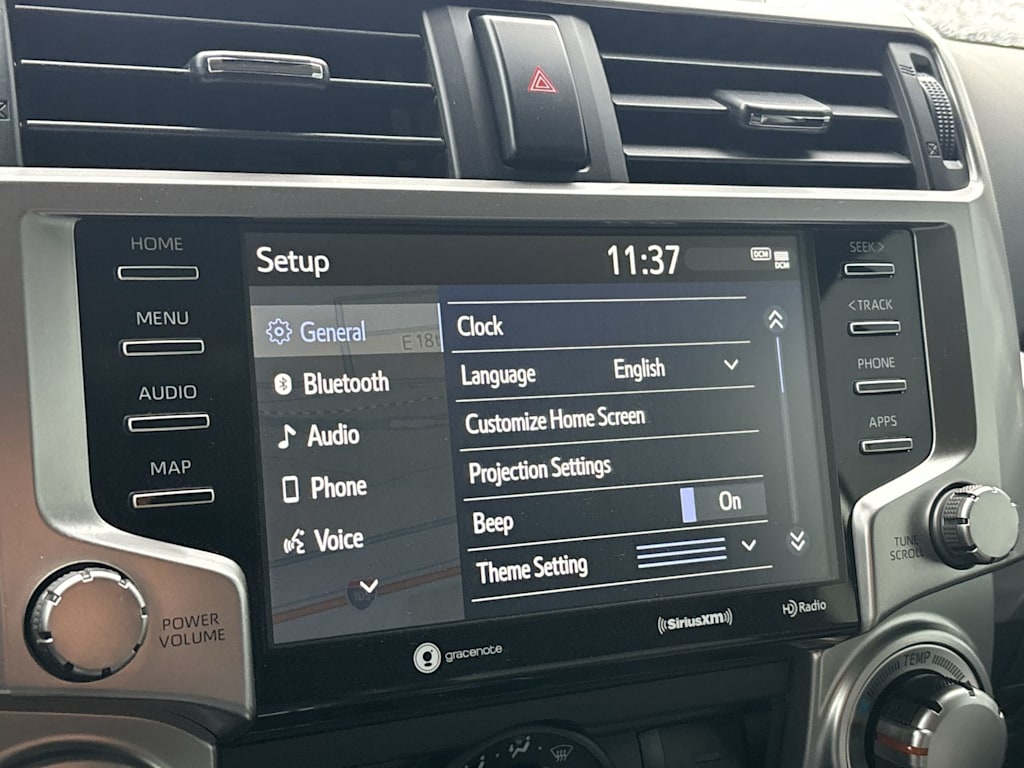 HOME
MENU
AUDIO
MAP
POWER
VOLUME
Setup
11:37
DCM
DCM
General
E 18t
Bluetooth
Audio
Phone
Voice
Clock
Language English
Customize Home Screen
Projection Settings
Beep On
Theme Setting
gracenote
((SiriusXM))
HD Radio
SEEK>
<TRACK
PHONE
APPS
TUNE
SCROLL
TEMP